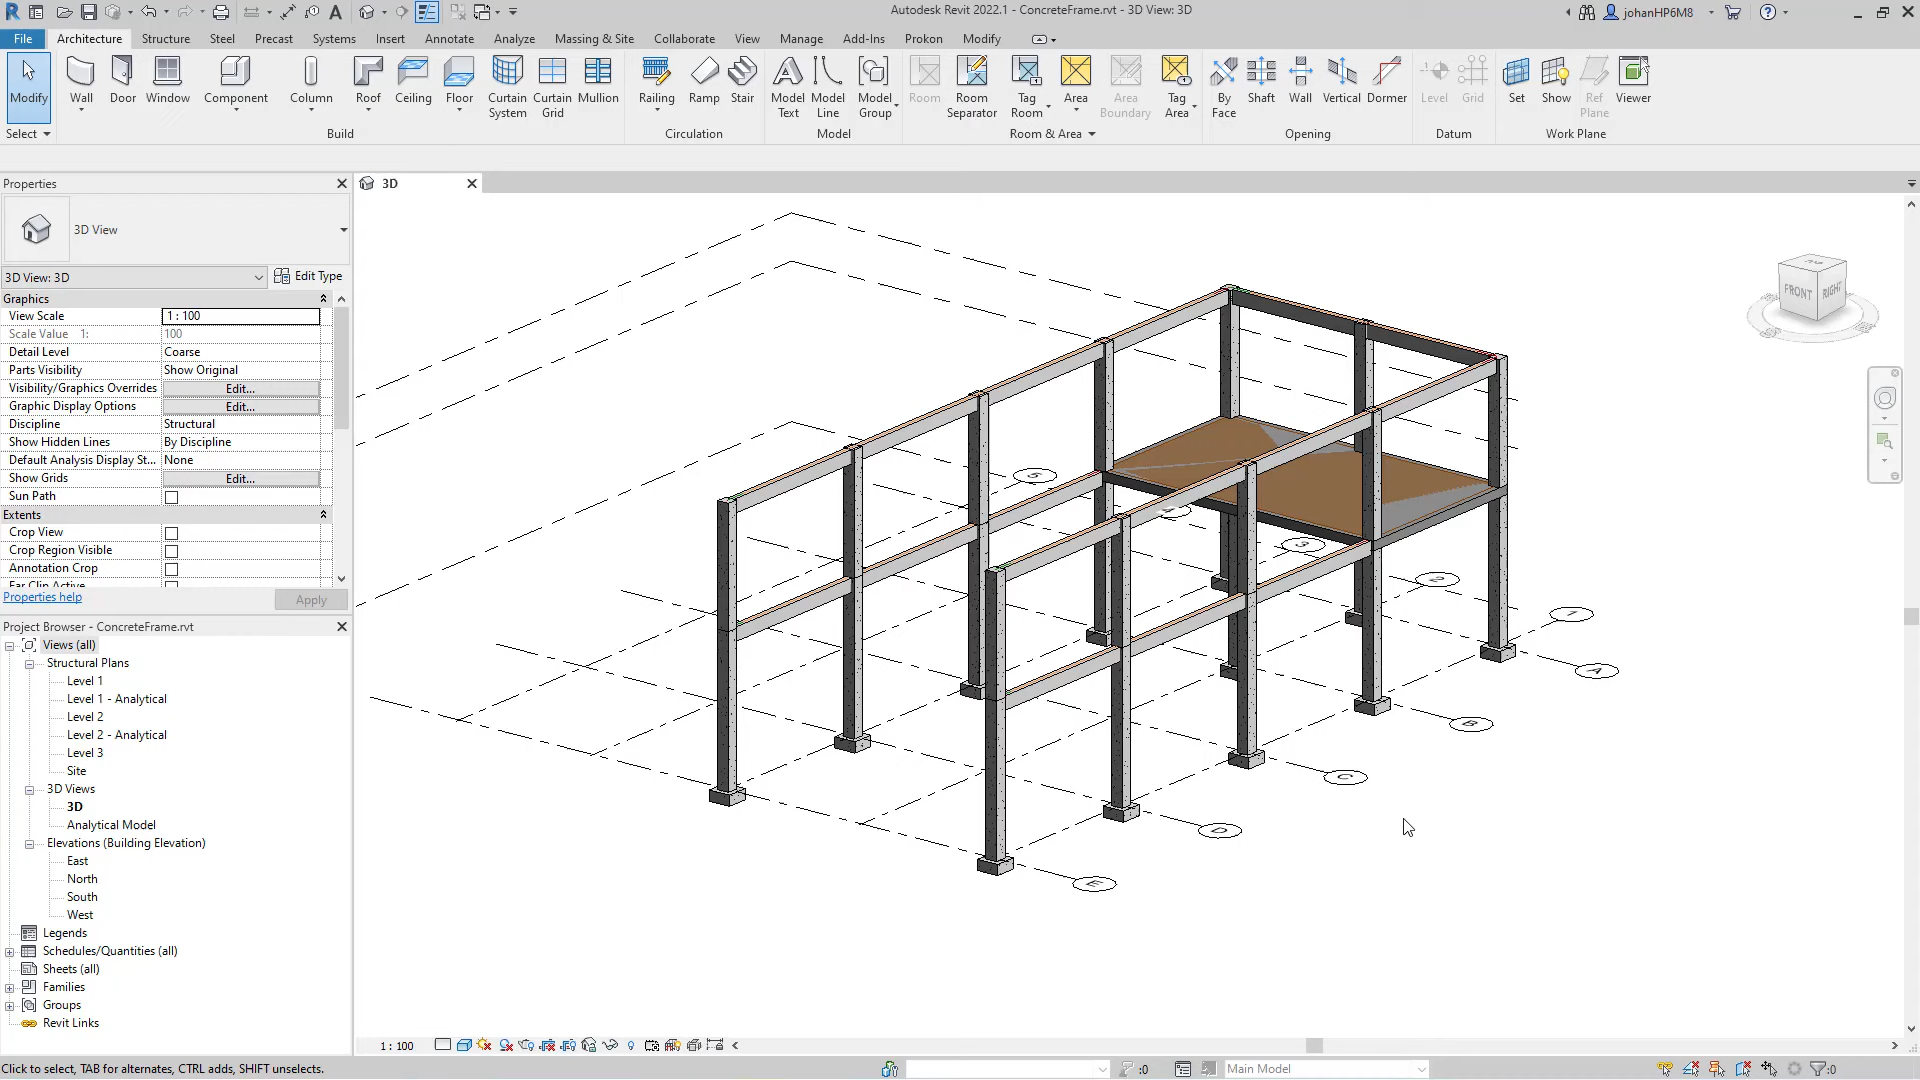 Autodesk Revit 2022.1 - ConcreteFrame.rvt - 3D View: 3D
johanHP6M8
File
Architecture
Structure
Steel
Precast
Systems
Insert
Annotate
Analyze
Massing & Site
Collaborate
View
Manage
Add-Ins
Prokon
Modify
Modify
Wall
Door
Window
Component
Column
Roof
Ceiling
Floor
Curtain System
Curtain Grid
Mullion
Railing
Ramp
Stair
Model Text
Model Line
Model Group
Room
Room Separator
Tag Room
Area
Area Boundary
Tag Area
By Face
Shaft
Wall
Vertical
Dormer
Level
Grid
Set
Show
Ref Plane
Viewer
Select
Build
Circulation
Model
Room & Area
Opening
Datum
Work Plane
Properties
3D View
3D View: 3D
Edit Type
Graphics
View Scale 1 : 100
Scale Value 1: 100
Detail Level Coarse
Parts Visibility Show Original
Visibility/Graphics Overrides Edit...
Graphic Display Options Edit...
Discipline Structural
Show Hidden Lines By Discipline
Default Analysis Display St... None
Show Grids Edit...
Sun Path
Extents
Crop View
Crop Region Visible
Annotation Crop
Far Clip Active
Properties help
Apply
Project Browser - ConcreteFrame.rvt
Views (all)
Structural Plans
Level 1
Level 1 - Analytical
Level 2
Level 2 - Analytical
Level 3
Site
3D Views
3D
Analytical Model
Elevations (Building Elevation)
East
North
South
West
Legends
Schedules/Quantities (all)
Sheets (all)
Families
Groups
Revit Links
3D
FRONT
RIGHT
5
3
2
1
A
B
C
D
E
1 : 100
Click to select, TAB for alternates, CTRL adds, SHIFT unselects.
:0
Main Model
:0